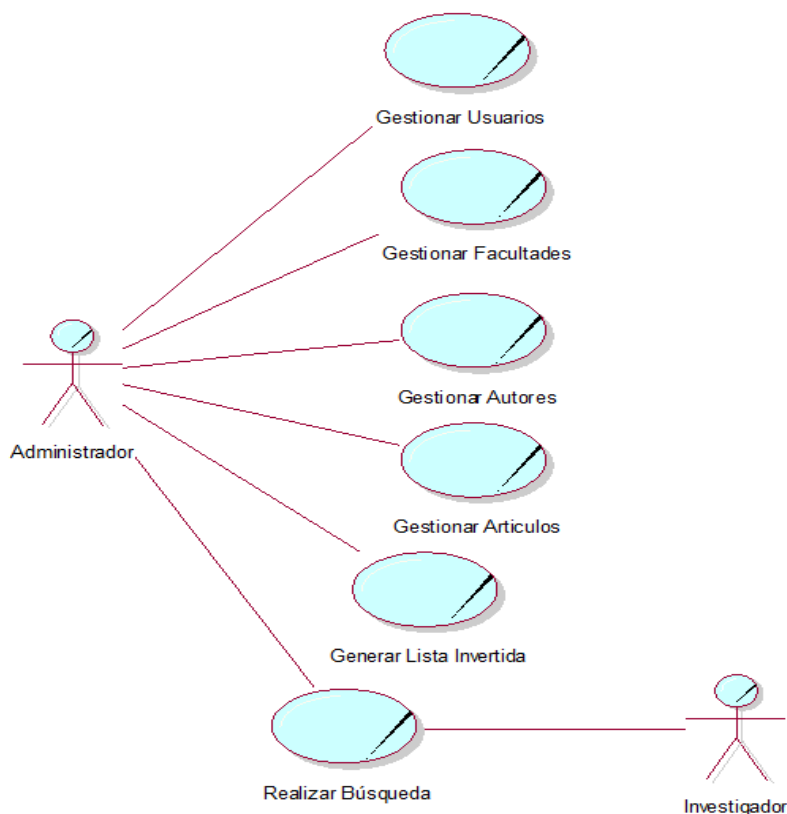 Gestionar Usuarios
Gestionar Facultades
Gestionar Autores
Administrador
Gestionar Articulos
Generar Lista Invertida
Realizar Búsqueda
Investigador